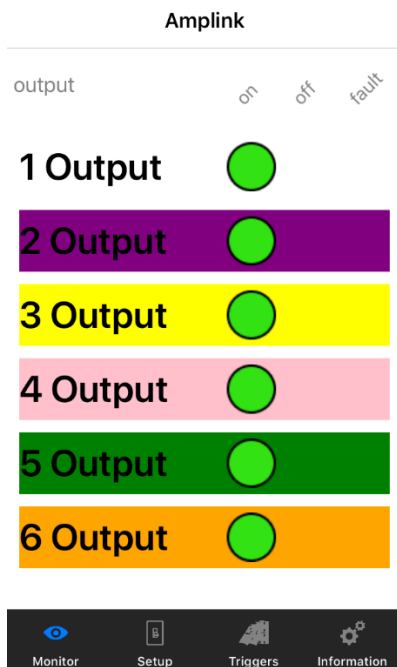 Amplink
output on off fault
1 Output
2 Output
3 Output
4 Output
5 Output
6 Output
Monitor Setup Triggers Information